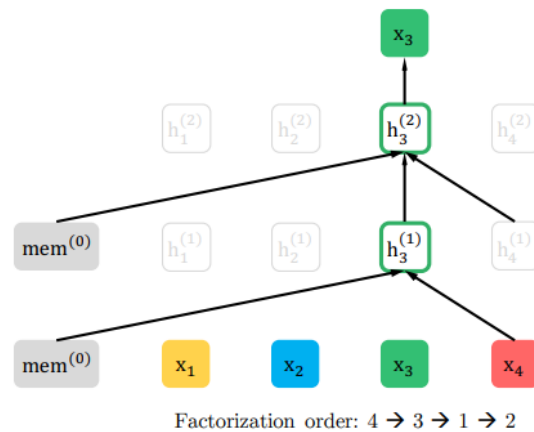 x₃
h₁⁽²⁾ h₂⁽²⁾ h₃⁽²⁾ h₄⁽²⁾
mem⁽⁰⁾ h₁⁽¹⁾ h₂⁽¹⁾ h₃⁽¹⁾ h₄⁽¹⁾
mem⁽⁰⁾ x₁ x₂ x₃ x₄
Factorization order: 4 → 3 → 1 → 2